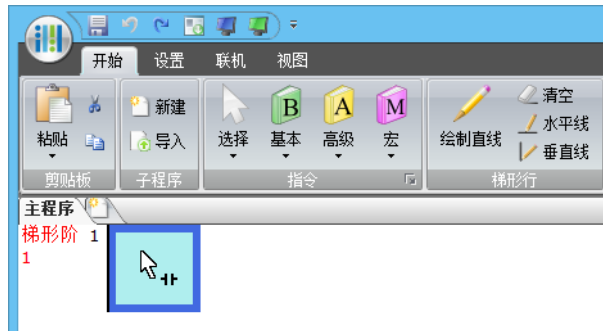 开始 设置 联机 视图
粘贴 新建 导入 选择 B 基本 A 高级 M 宏 绘制直线 清空 水平线 垂直线
剪贴板 子程序 指令 梯形行
主程序
梯形阶 1
1